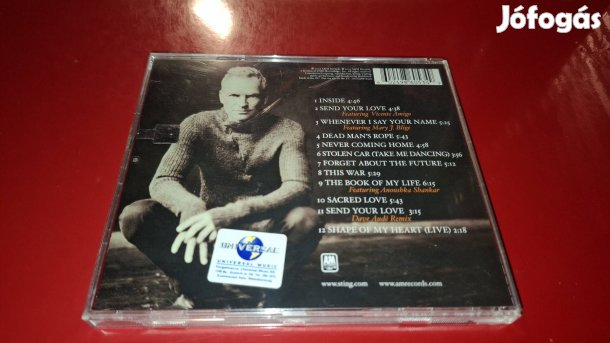 Jófogás
1 INSIDE 4:46
2 SEND YOUR LOVE 4:38
Featuring Vicente Amigo
3 WHENEVER I SAY YOUR NAME 5:25
Featuring Mary J. Blige
4 DEAD MAN'S ROPE 5:43
5 NEVER COMING HOME 4:58
6 STOLEN CAR (TAKE ME DANCING) 3:56
7 FORGET ABOUT THE FUTURE 5:12
8 THIS WAR 5:29
9 THE BOOK OF MY LIFE 6:15
Featuring Anoushka Shankar
10 SACRED LOVE 5:43
11 SEND YOUR LOVE 3:15
Dave Audé Remix
12 SHAPE OF MY HEART (LIVE) 2:18
UNIVERSAL
UNIVERSAL MUSIC
www.sting.com
www.amrecords.com